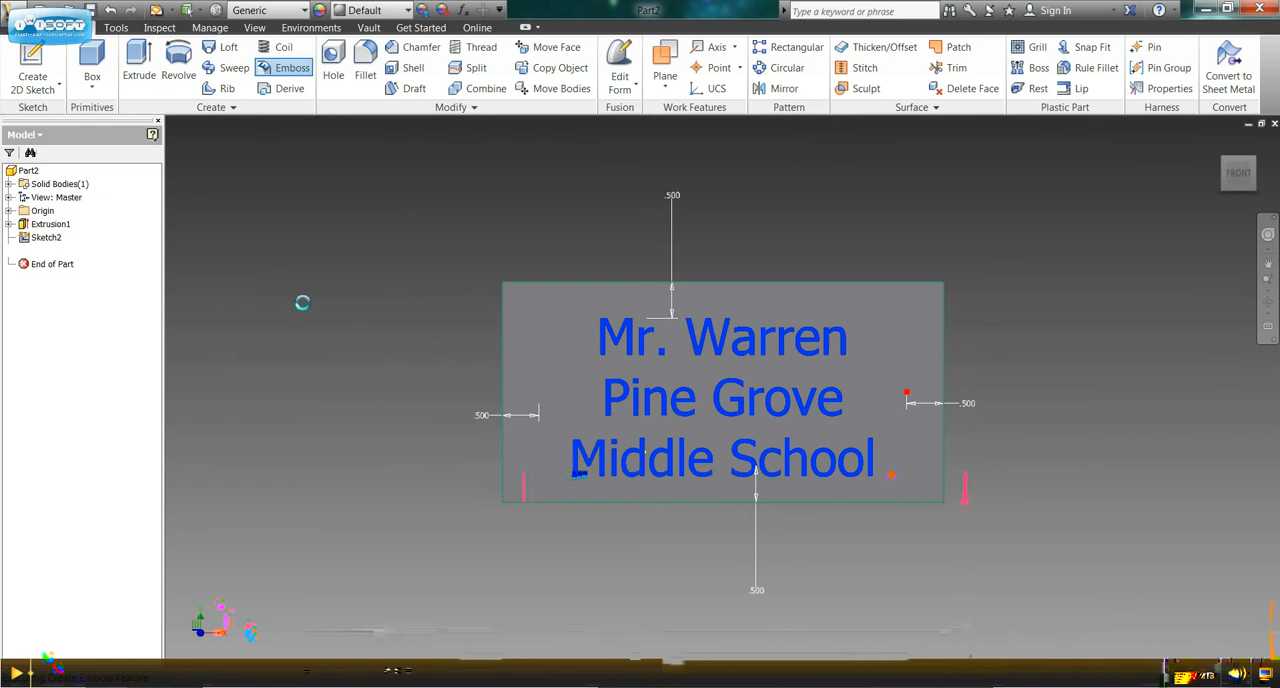 Generic
Default
Part2
Type a keyword or phrase
Sign In
Tools Inspect Manage View Environments Vault Get Started Online
Create 2D Sketch
Sketch
Box
Primitives
Extrude
Revolve
Loft
Sweep
Rib
Coil
Emboss
Derive
Create
Hole
Fillet
Chamfer
Shell
Draft
Thread
Split
Combine
Move Face
Copy Object
Move Bodies
Modify
Edit Form
Fusion
Plane
Axis
Point
UCS
Work Features
Rectangular
Circular
Mirror
Pattern
Thicken/Offset
Stitch
Sculpt
Patch
Trim
Delete Face
Surface
Grill
Boss
Rest
Snap Fit
Rule Fillet
Lip
Plastic Part
Pin
Pin Group
Properties
Harness
Convert to Sheet Metal
Convert
Model
Part2
Solid Bodies(1)
View: Master
Origin
Extrusion1
Sketch2
End of Part
FRONT
.500
Mr. Warren
Pine Grove
Middle School
.500
.500
.500